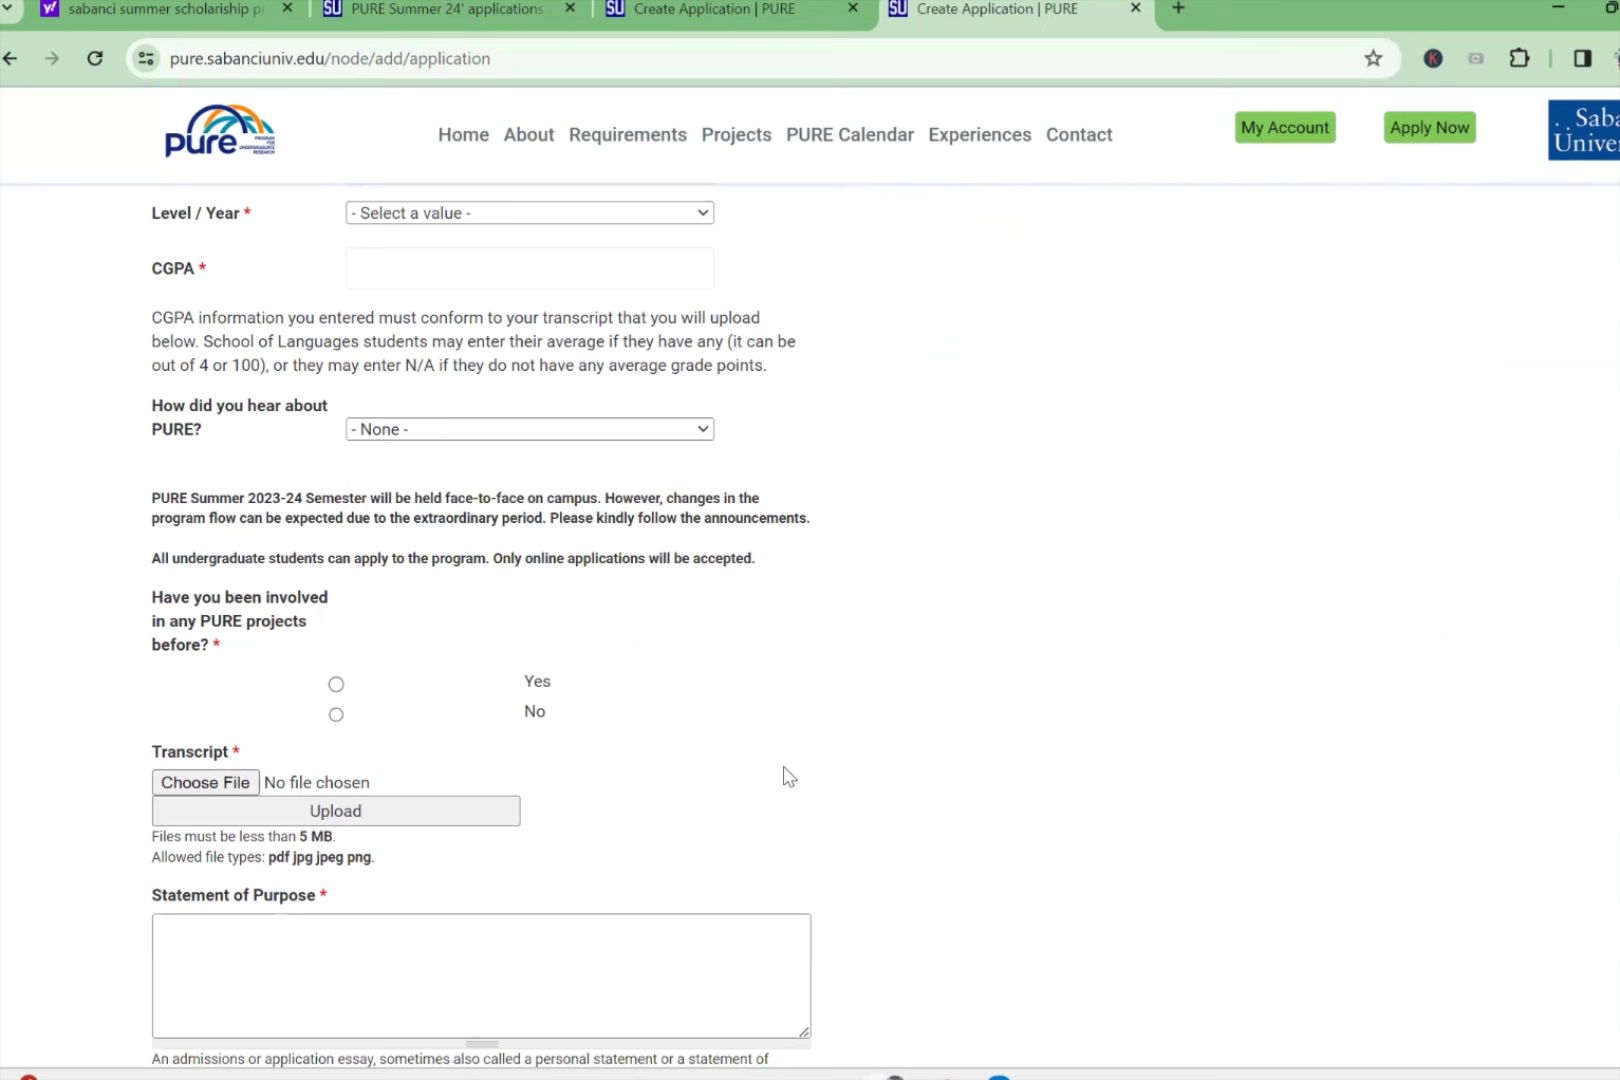 sabanci summer scholariship
PURE Summer 24' applications
Create Application | PURE
Create Application | PURE
pure.sabanciuniv.edu/node/add/application
K
pure
PROGRAM
FOR
UNDERGRADUATE
RESEARCH
Home
About
Requirements
Projects
PURE Calendar
Experiences
Contact
My Account
Apply Now
Saba
Univer
Level / Year *
- Select a value -
CGPA *
CGPA information you entered must conform to your transcript that you will upload
below. School of Languages students may enter their average if they have any (it can be
out of 4 or 100), or they may enter N/A if they do not have any average grade points.
How did you hear about
PURE?
- None -
PURE Summer 2023-24 Semester will be held face-to-face on campus. However, changes in the
program flow can be expected due to the extraordinary period. Please kindly follow the announcements.
All undergraduate students can apply to the program. Only online applications will be accepted.
Have you been involved
in any PURE projects
before? *
Yes
No
Transcript *
Choose File No file chosen
Upload
Files must be less than 5 MB.
Allowed file types: pdf jpg jpeg png.
Statement of Purpose *
An admissions or application essay, sometimes also called a personal statement or a statement of